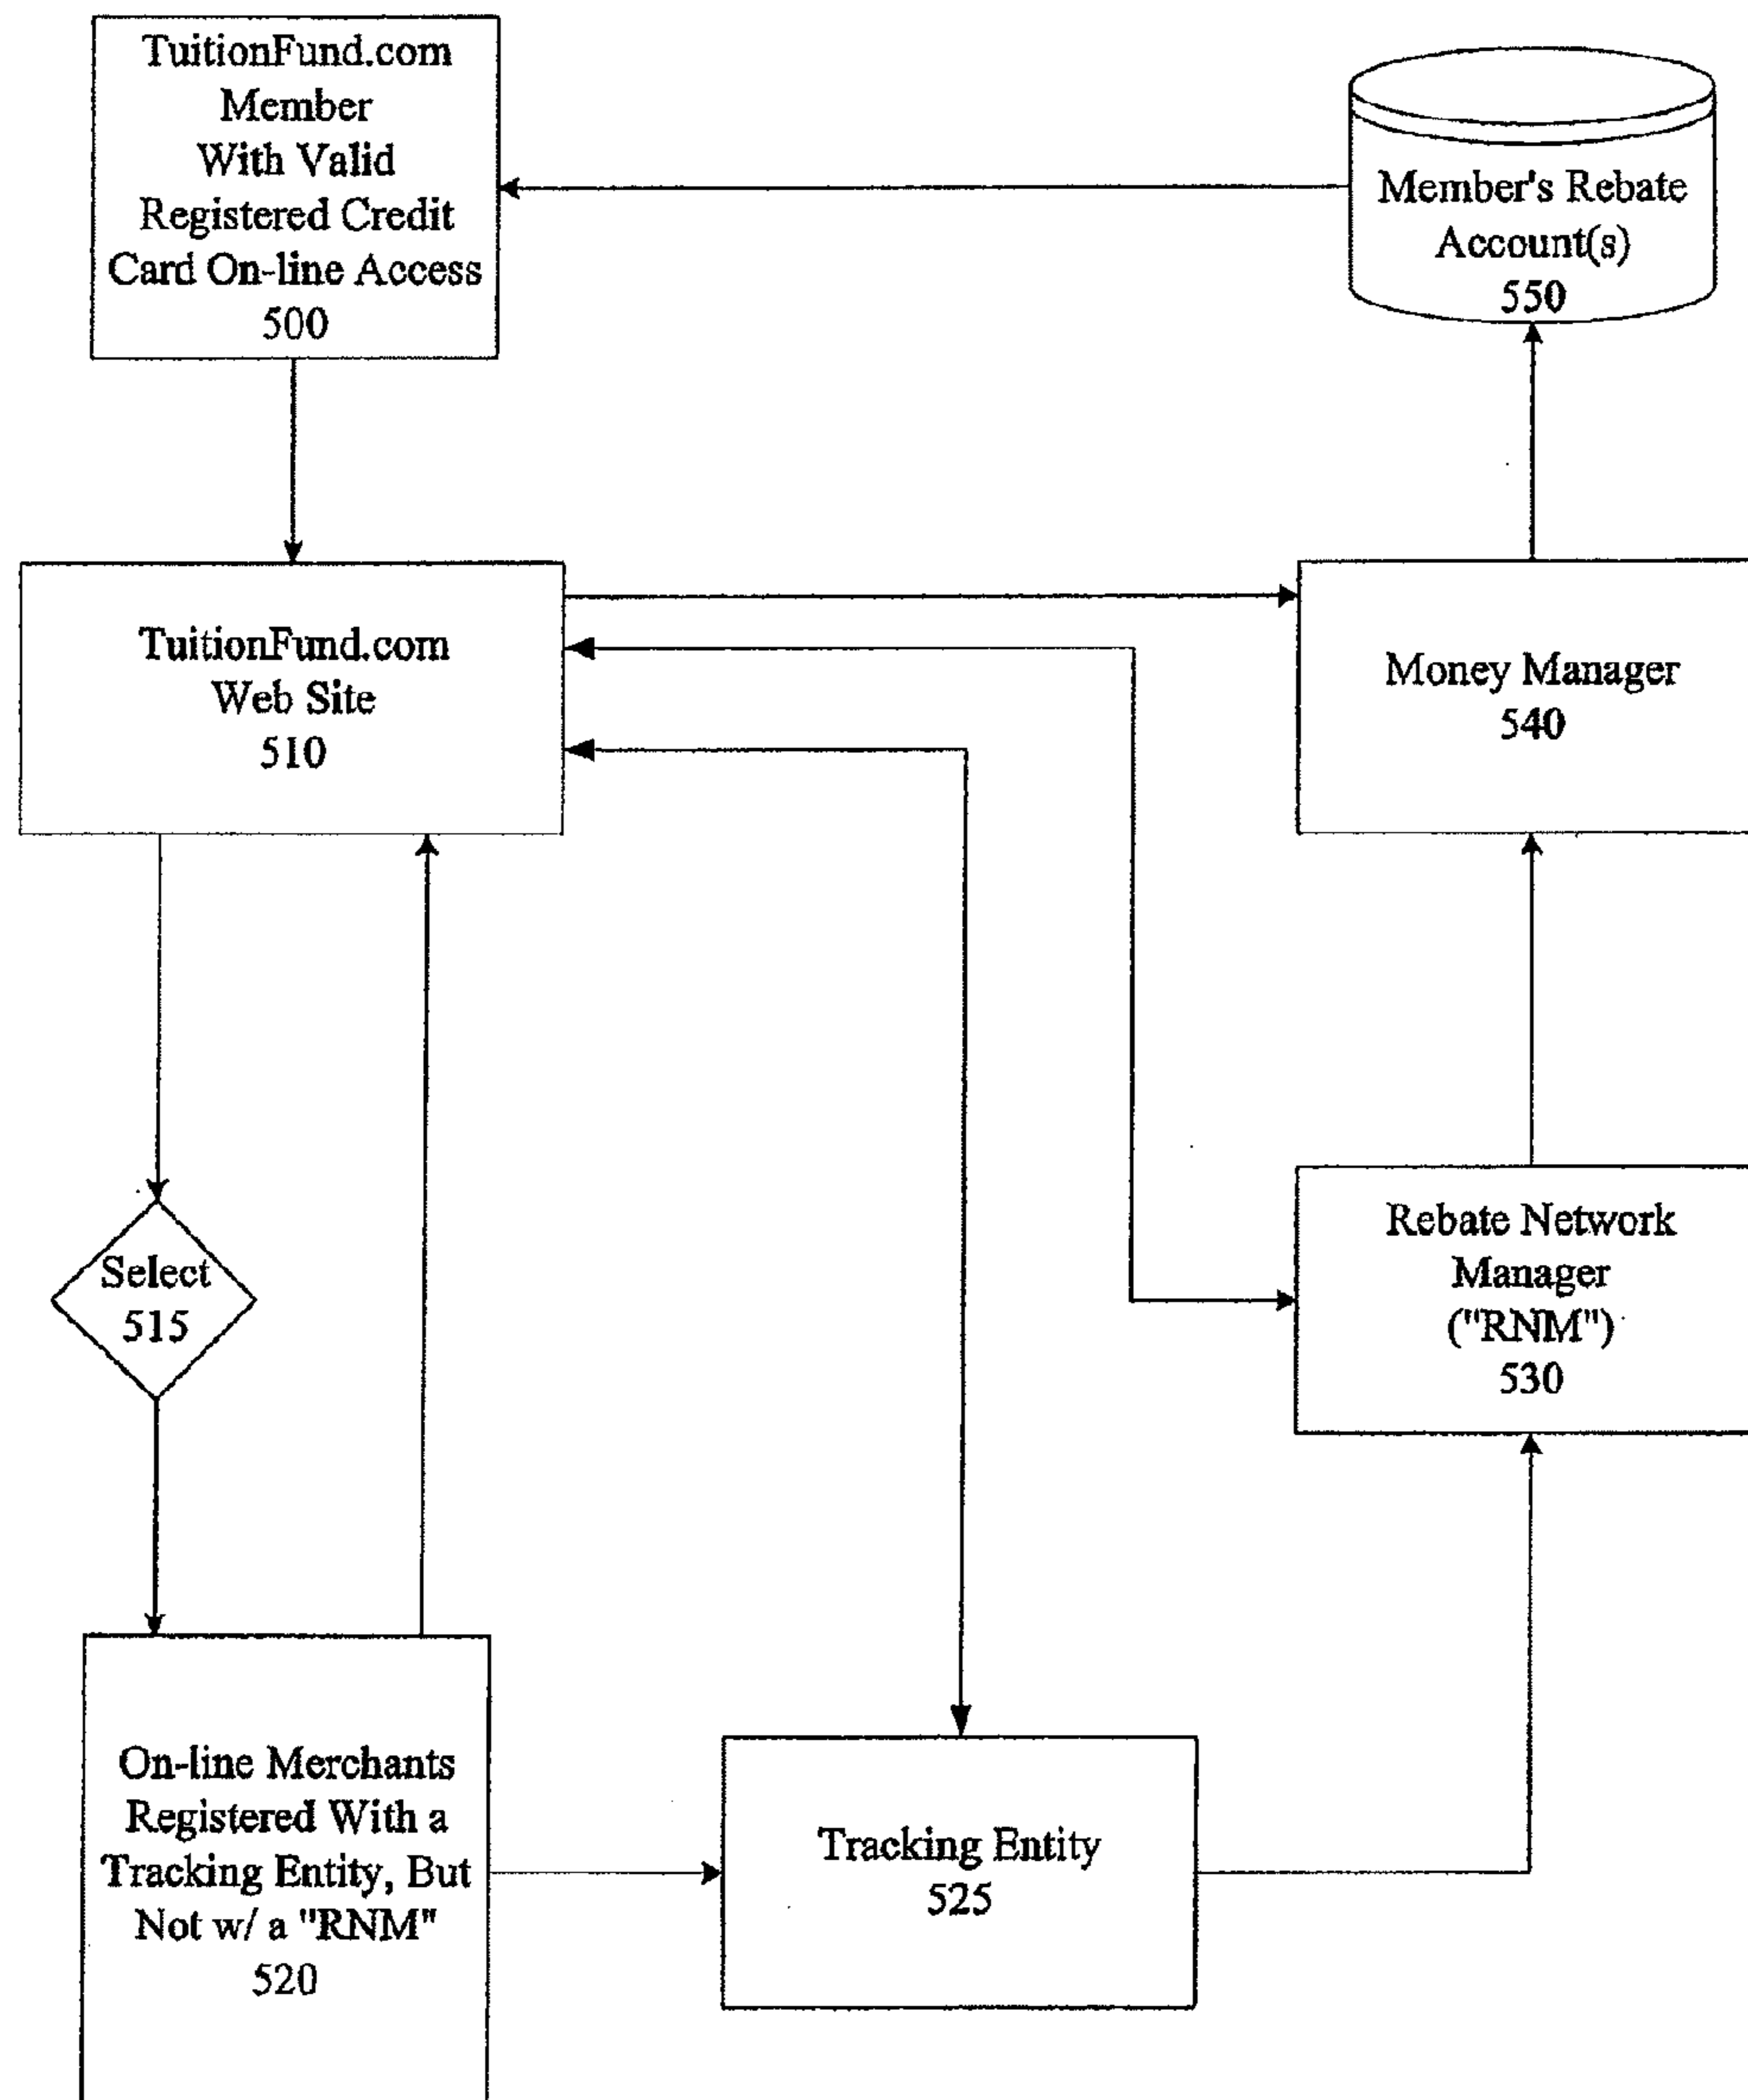 TuitionFund.com
Member
With Valid
Registered Credit
Card On-line Access
500
Member's Rebate
Account(s)
550
TuitionFund.com
Web Site
510
Money Manager
540
Select
515
Rebate Network
Manager
("RNM")
530
On-line Merchants
Registered With a
Tracking Entity, But
Not w/ a "RNM"
520
Tracking Entity
525